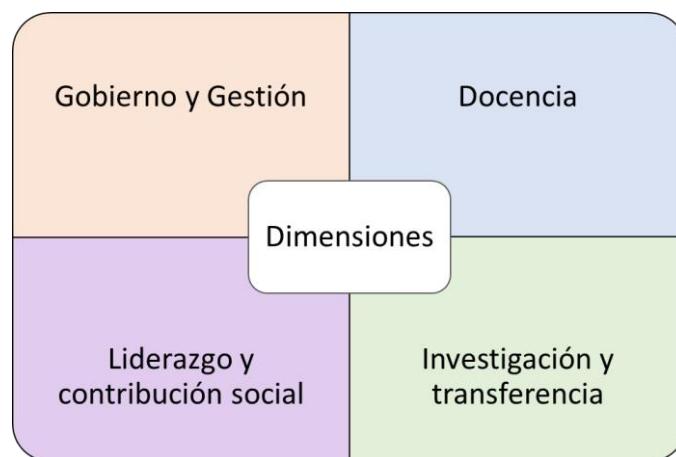 Gobierno y Gestión
Docencia
Dimensiones
Liderazgo y
contribución social
Investigación y
transferencia